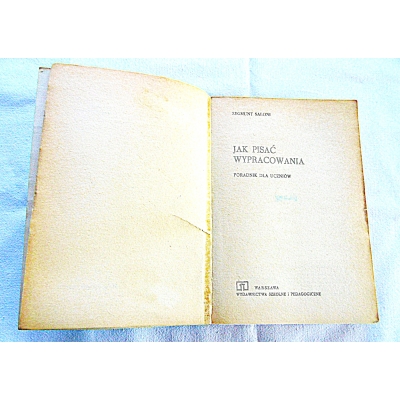 ZYGMUNT SALONI
JAK PISAĆ
WYPRACOWANIA
PORADNIK DLA UCZNIÓW
WARSZAWA
WYDAWNICTWA SZKOLNE I PEDAGOGICZNE